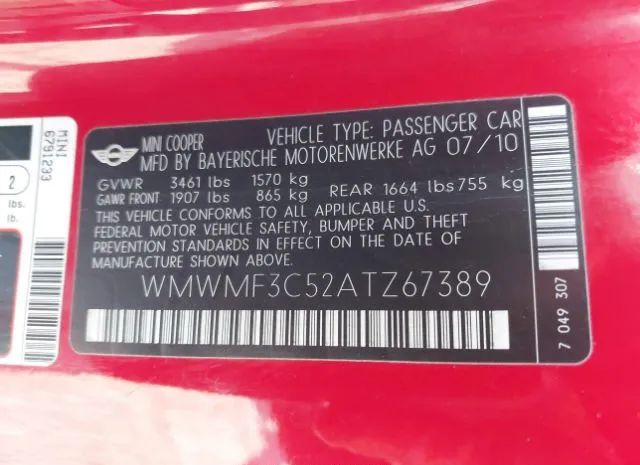 MINI
6791233
2
lbs.
lb.
MINI COOPER
VEHICLE TYPE: PASSENGER CAR
MFD BY BAYERISCHE MOTORENWERKE AG 07/10
GVWR 3461 lbs 1570 kg
GAWR FRONT 1907 lbs 865 kg REAR 1664 lbs 755 kg
THIS VEHICLE CONFORMS TO ALL APPLICABLE U.S.
FEDERAL MOTOR VEHICLE SAFETY, BUMPER AND THEFT
PREVENTION STANDARDS IN EFFECT ON THE DATE OF
MANUFACTURE SHOWN ABOVE.
WMWMF3C52ATZ67389
7 049 307